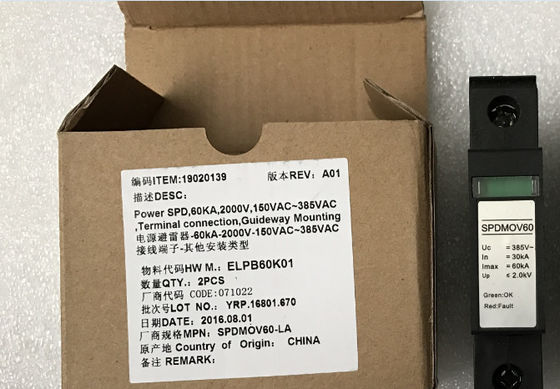 编码ITEM:19020139 版本REV: A01
描述DESC:
Power SPD,60KA,2000V,150VAC~385VAC
,Terminal connection,Guideway Mounting
电源避雷器-60kA-2000V-150VAC~385VAC
接线端子-其他安装类型
物料代码HW M.: ELPB60K01
数量QTY.: 2PCS
厂商代码 CODE:071022
批次号LOT NO.: YRP.16801.670
日期DATE: 2016.08.01
厂商规格MPN: SPDMOV60-LA
原产地 Country of Origin: CHINA
备注 REMARK:
SPDMOV60
Uc = 385V~
In = 30kA
Imax = 60kA
Up ≤ 2.0kV
Green:OK
Red:Fault